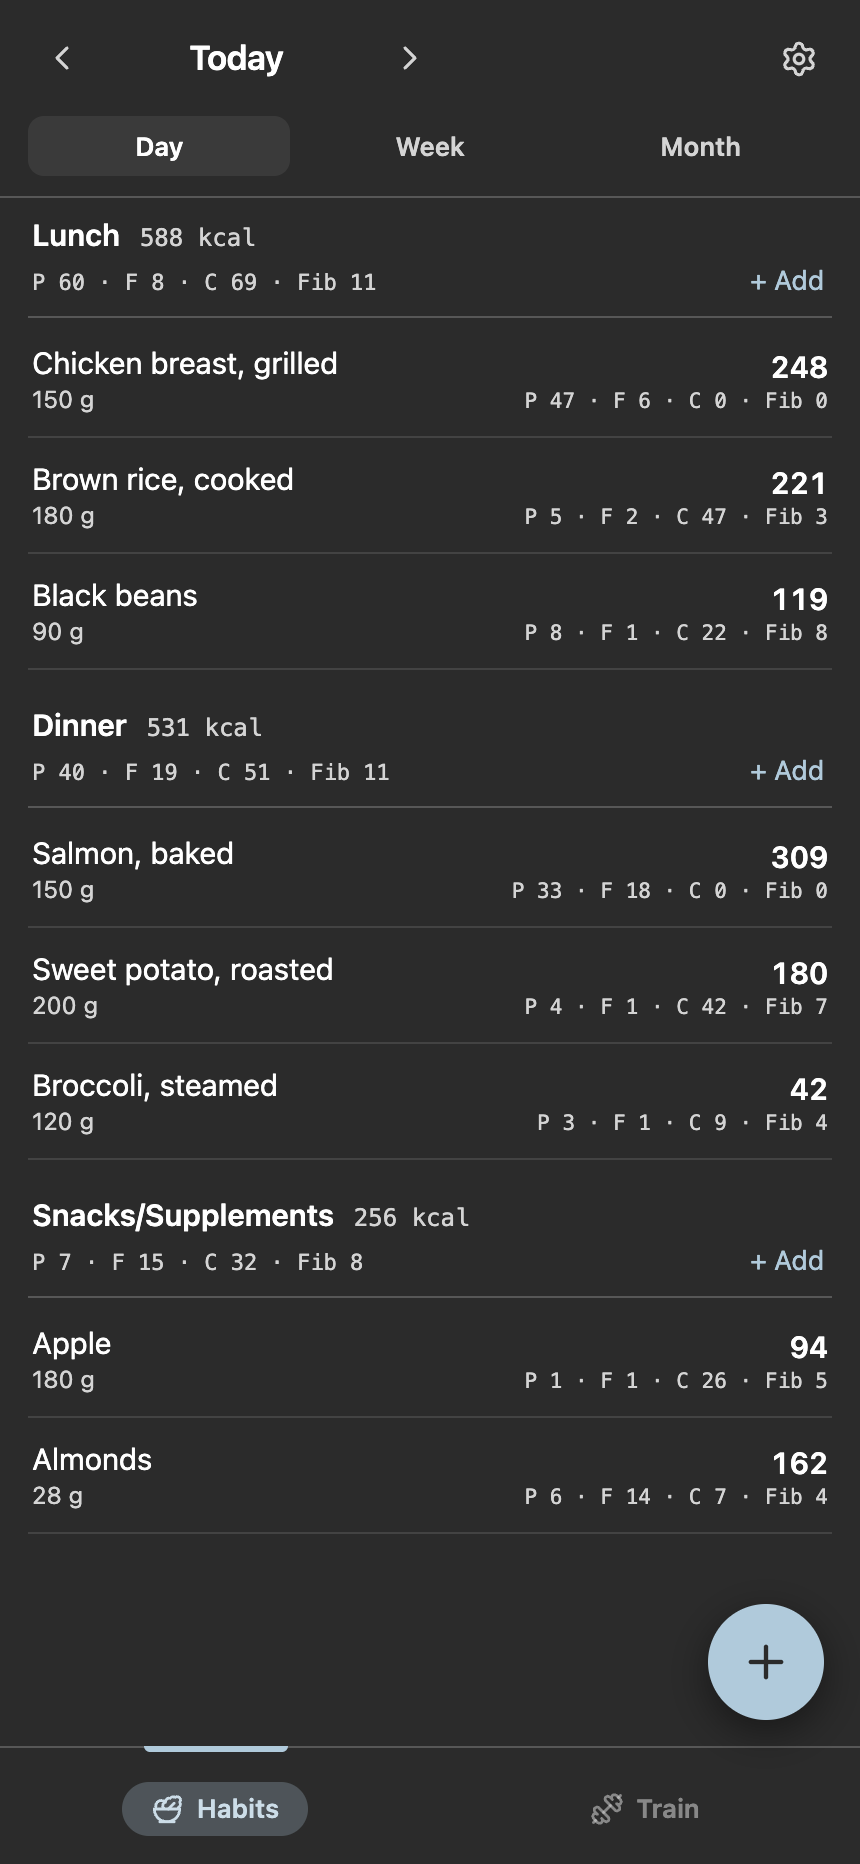 Today
Day Week Month
Lunch 588 kcal
P 60 · F 8 · C 69 · Fib 11 + Add
Chicken breast, grilled 248
150 g P 47 · F 6 · C 0 · Fib 0
Brown rice, cooked 221
180 g P 5 · F 2 · C 47 · Fib 3
Black beans 119
90 g P 8 · F 1 · C 22 · Fib 8
Dinner 531 kcal
P 40 · F 19 · C 51 · Fib 11 + Add
Salmon, baked 309
150 g P 33 · F 18 · C 0 · Fib 0
Sweet potato, roasted 180
200 g P 4 · F 1 · C 42 · Fib 7
Broccoli, steamed 42
120 g P 3 · F 1 · C 9 · Fib 4
Snacks/Supplements 256 kcal
P 7 · F 15 · C 32 · Fib 8 + Add
Apple 94
180 g P 1 · F 1 · C 26 · Fib 5
Almonds 162
28 g P 6 · F 14 · C 7 · Fib 4
Habits Train